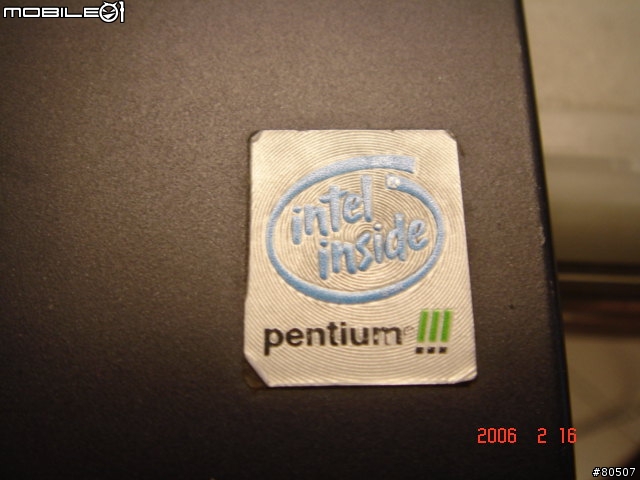 MOBILE01
intel
inside
pentium® !!!
2006 2 16
#80507